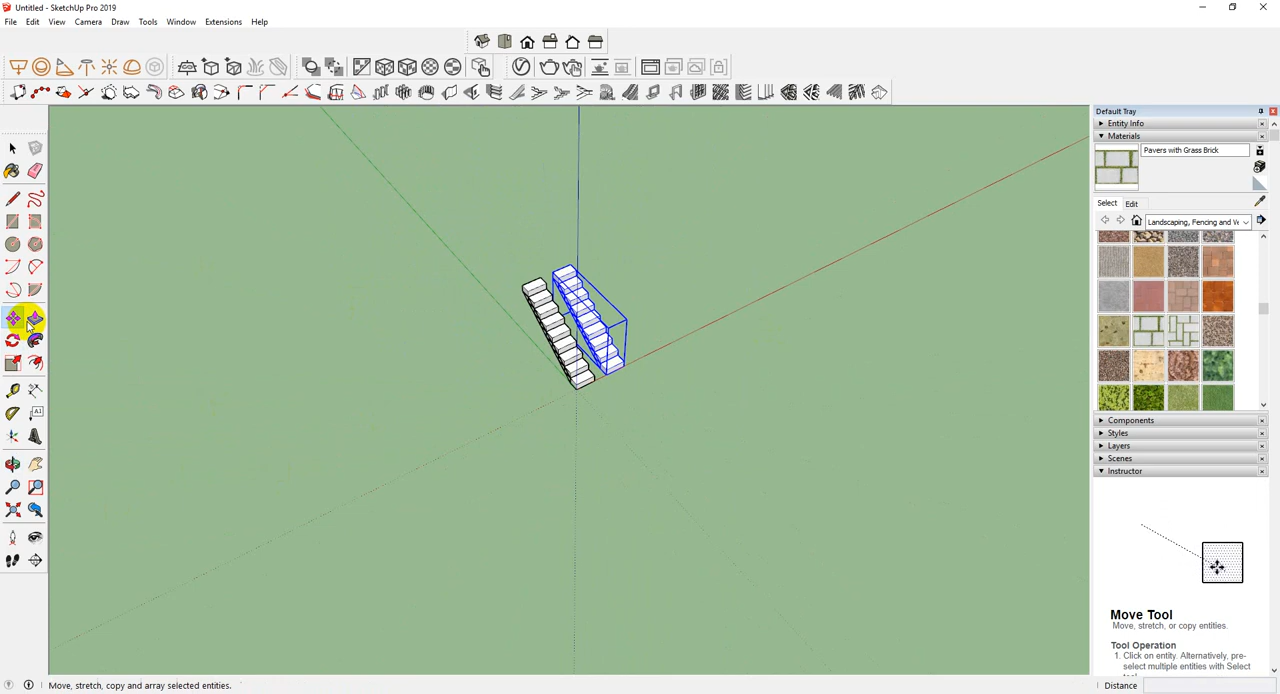 Untitled - SketchUp Pro 2019
File Edit View Camera Draw Tools Window Extensions Help
Default Tray
Entity Info
Materials
Pavers with Grass Brick
Select Edit
Landscaping, Fencing and Ve
Components
Styles
Layers
Scenes
Instructor
Move Tool
Move, stretch, or copy entities.
Tool Operation
1. Click on entity. Alternatively, pre-
select multiple entities with Select
Tool
Move, stretch, copy and array selected entities.
Distance